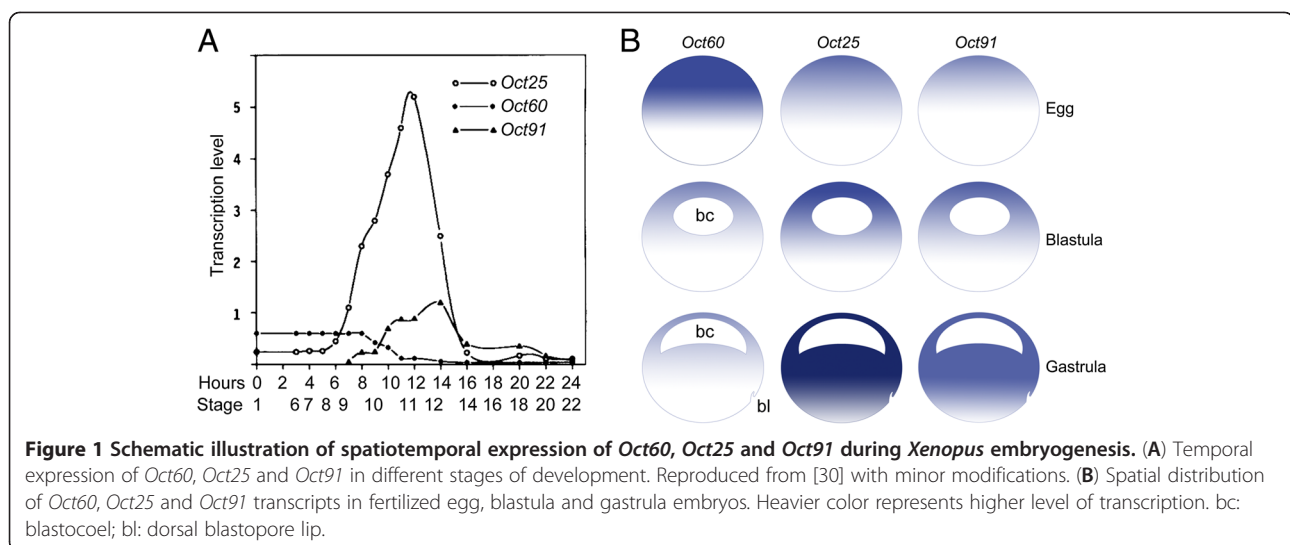 A
Transcription level
5
4
3
2
1
Oct25
Oct60
Oct91
Hours 0 2 4 6 8 10 12 14 16 18 20 22 24
Stage 1 6 7 8 9 10 11 12 14 16 18 20 22
B
Oct60 Oct25 Oct91
Egg
bc
Blastula
bc
Gastrula
bl
Figure 1 Schematic illustration of spatiotemporal expression of Oct60, Oct25 and Oct91 during Xenopus embryogenesis. (A) Temporal
expression of Oct60, Oct25 and Oct91 in different stages of development. Reproduced from [30] with minor modifications. (B) Spatial distribution
of Oct60, Oct25 and Oct91 transcripts in fertilized egg, blastula and gastrula embryos. Heavier color represents higher level of transcription. bc:
blastocoel; bl: dorsal blastopore lip.